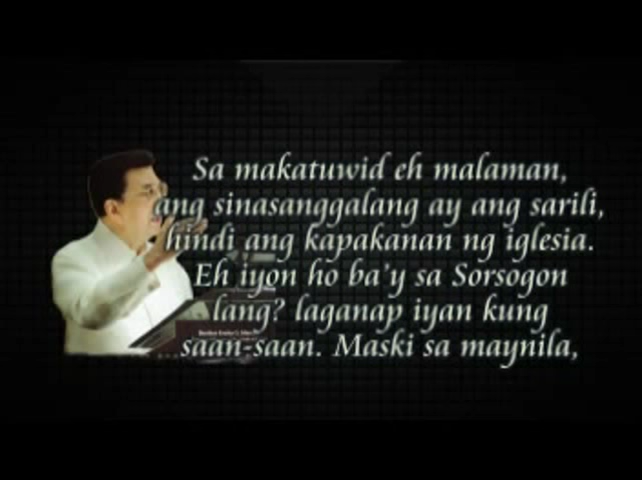 Sa makatuwid eh malaman,
ang sinasanggalang ay ang sarili,
hindi ang kapakanan ng iglesia.
Eh iyon ho ba'y sa Sorsogon
lang? laganap iyan kung
saan-saan. Maski sa maynila,